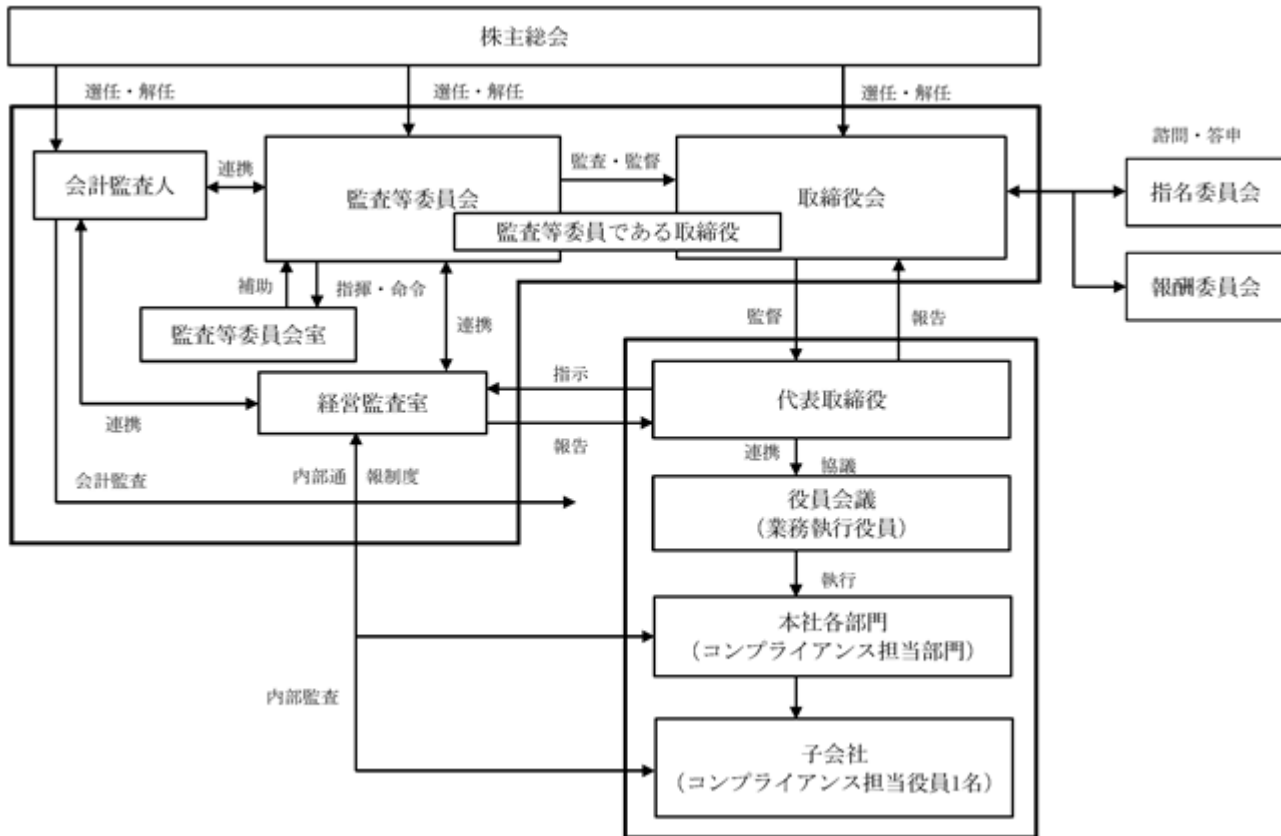 株主総会
選任・解任
選任・解任
選任・解任
諮問・答申
会計監査人
連携
監査等委員会
監査・監督
取締役会
指名委員会
監査等委員である取締役
報酬委員会
補助
指揮・命令
連携
監督
報告
監査等委員会室
経営監査室
指示
代表取締役
連携
報告
連携
協議
会計監査
内部通 報制度
役員会議
(業務執行役員)
執行
本社各部門
(コンプライアンス担当部門)
内部監査
子会社
(コンプライアンス担当役員1名)